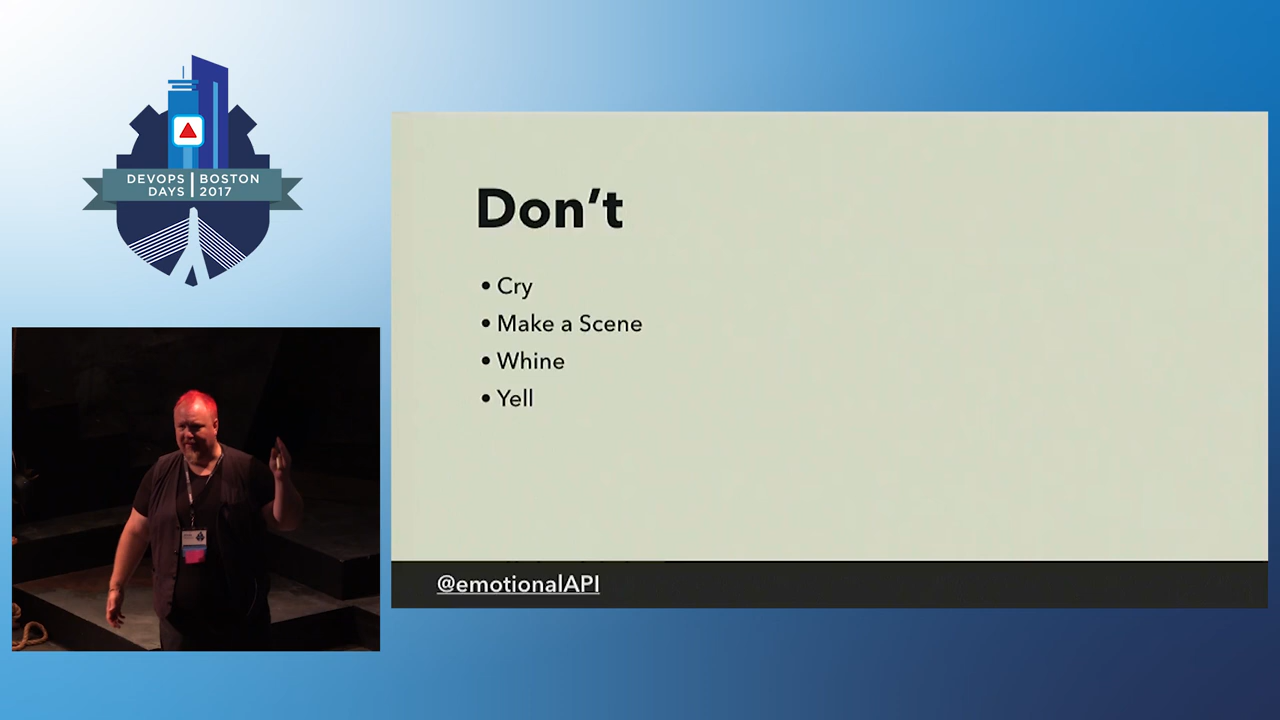 DEVOPS BOSTON
DAYS 2017
Don’t
• Cry
• Make a Scene
• Whine
• Yell
@emotionalAPI